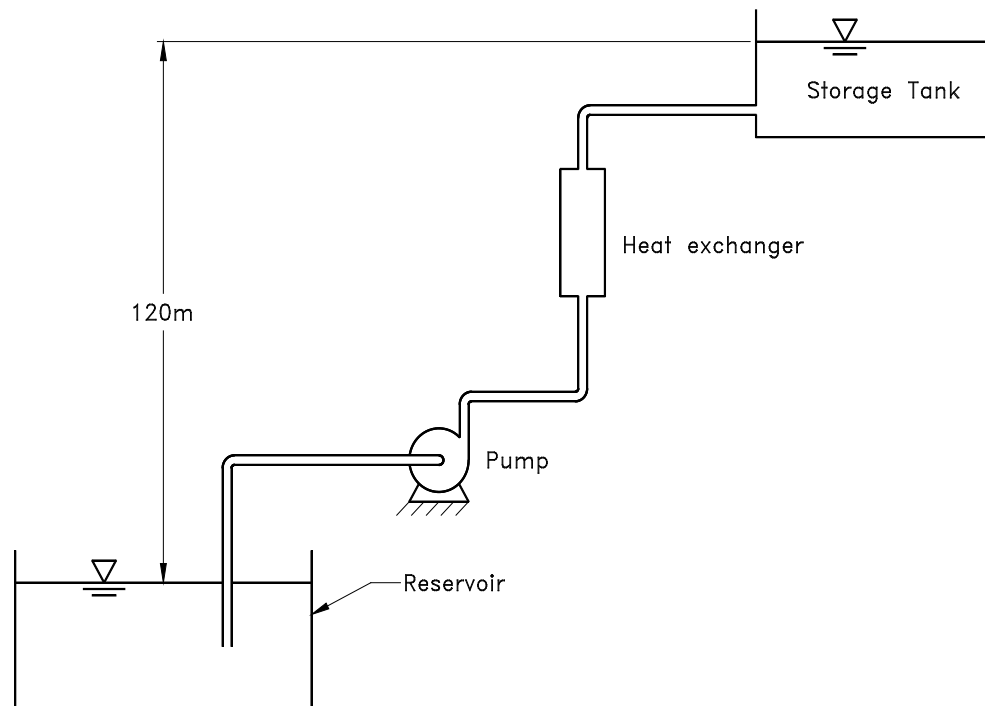 Storage Tank
Heat exchanger
120m
Pump
Reservoir